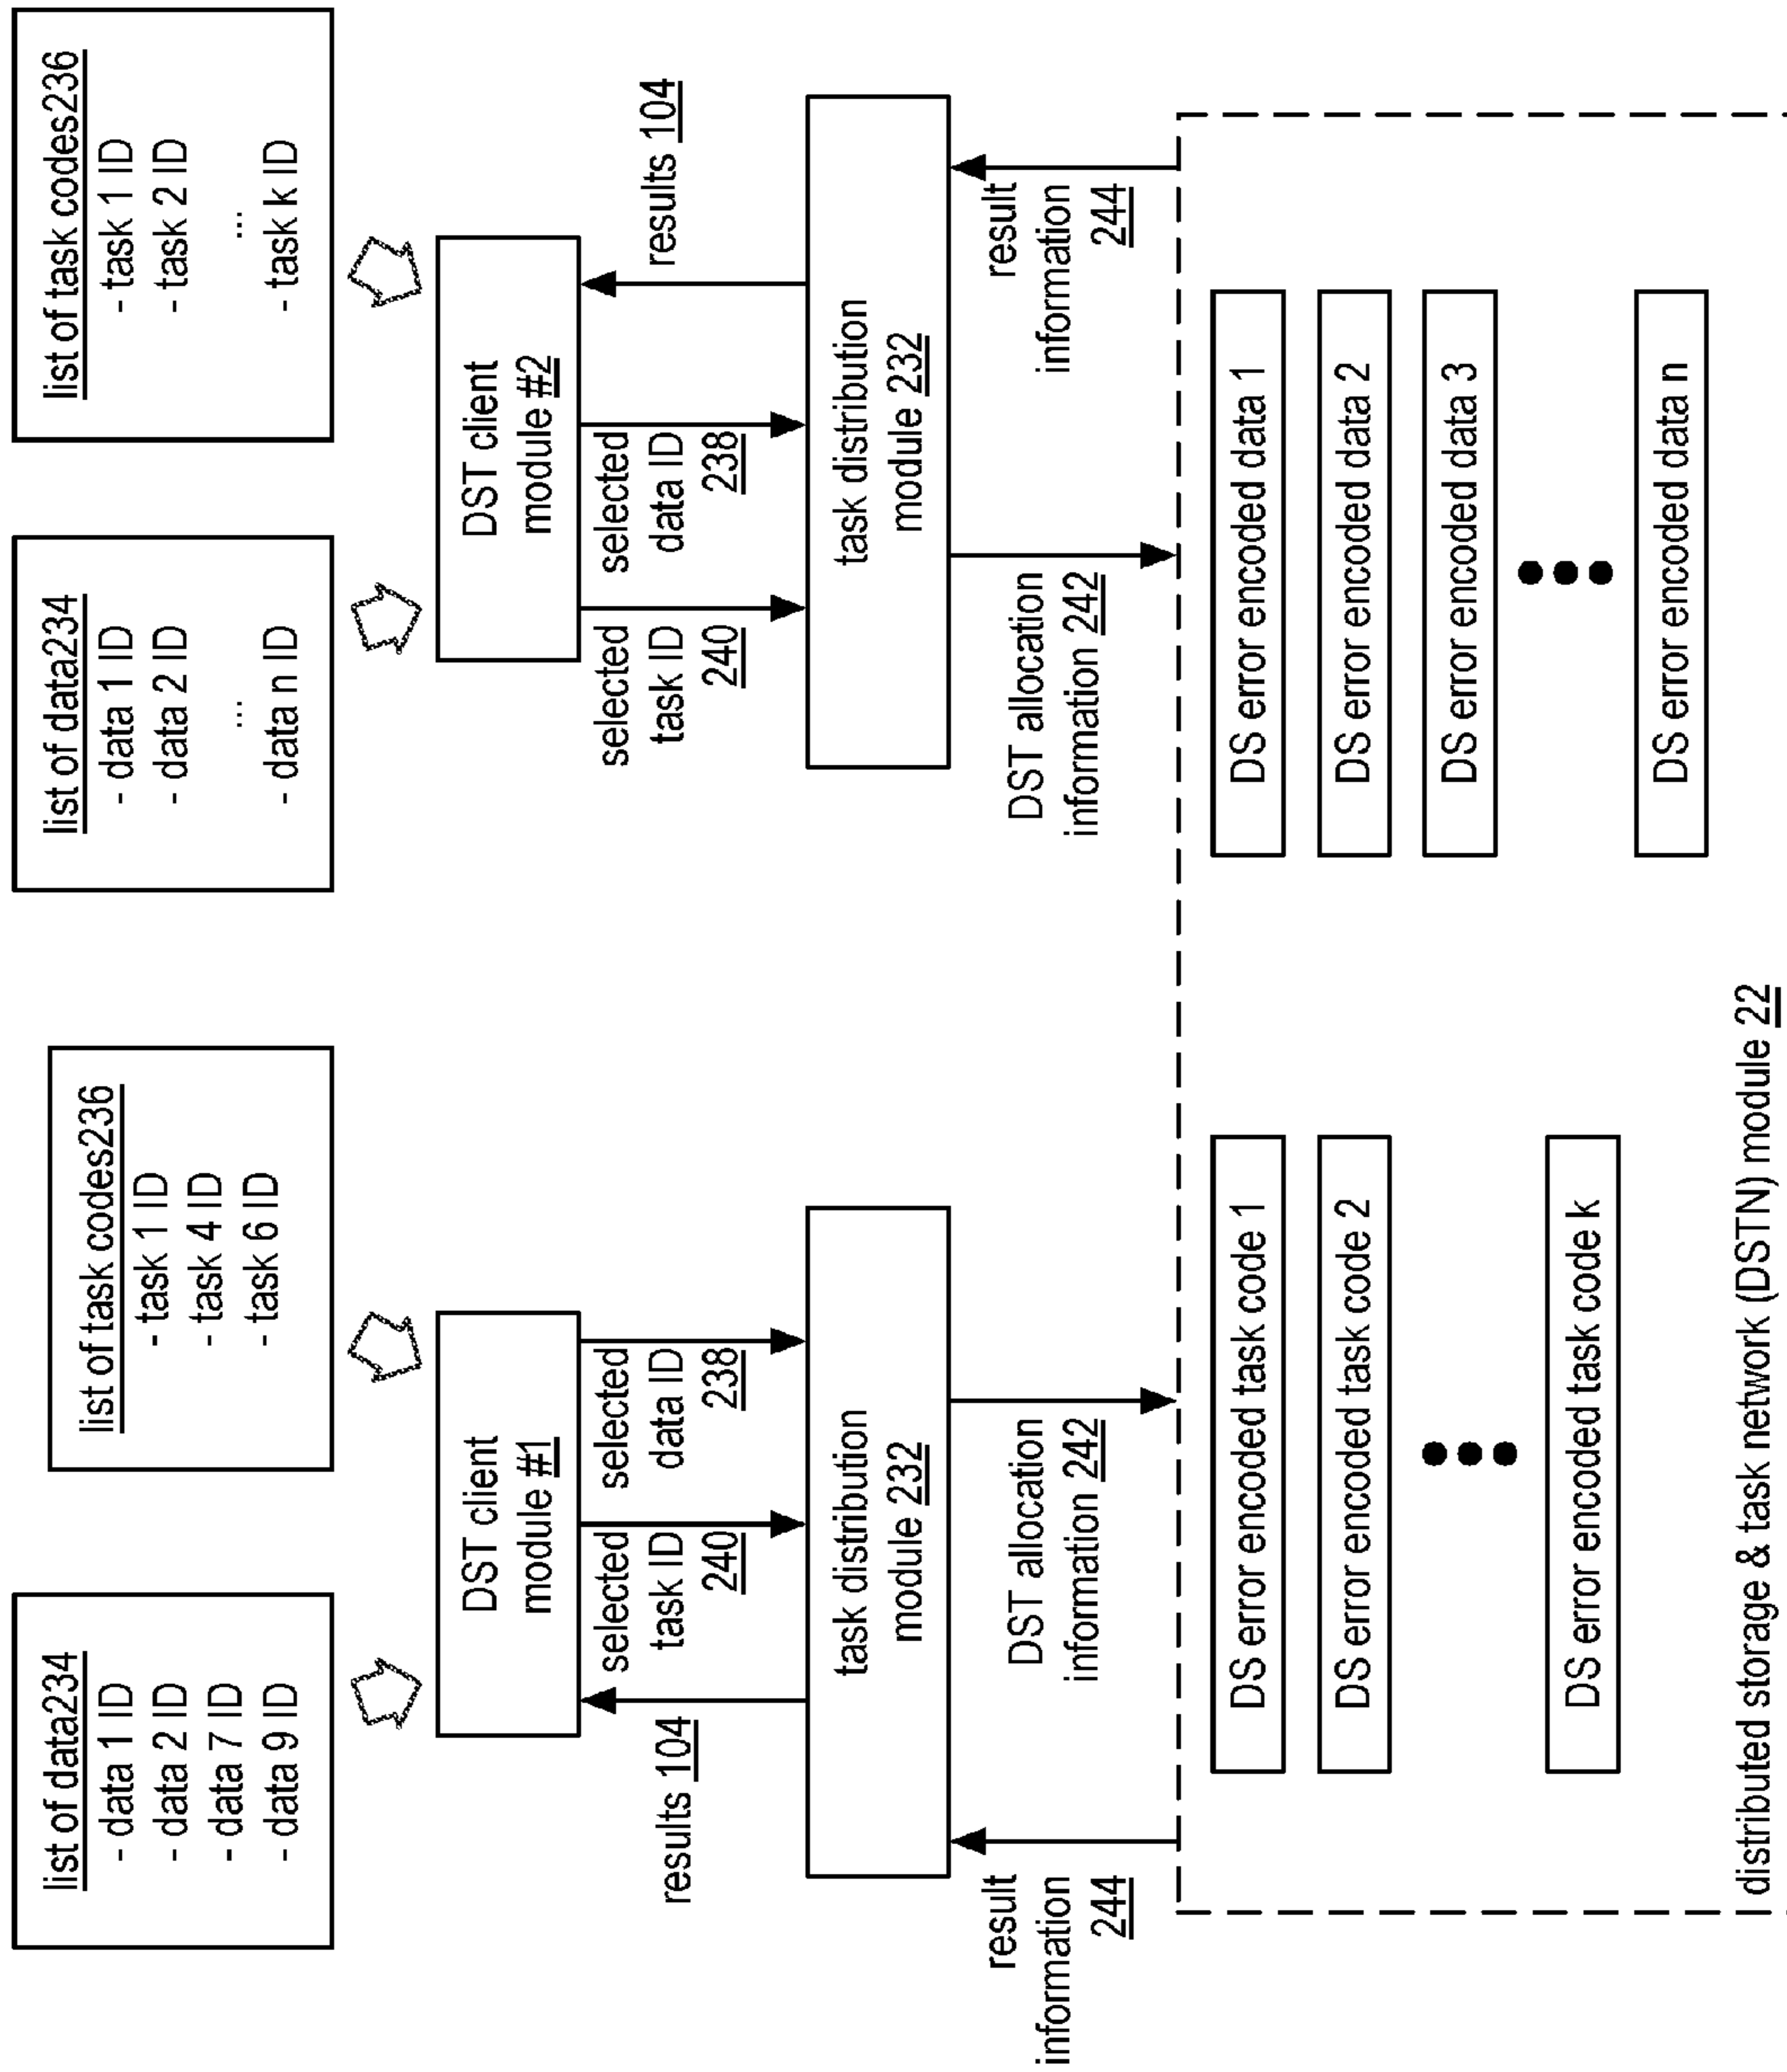 list of data234
- data 1 ID
- data 2 ID
- data 7 ID
- data 9 ID
list of task codes236
- task 1 ID
- task 4 ID
- task 6 ID
list of data234
- data 1 ID
- data 2 ID
...
- data n ID
list of task codes236
- task 1 ID
- task 2 ID
...
- task k ID
DST client
module #1
DST client
module #2
results 104
selected
task ID
240
selected
data ID
238
selected
task ID
240
selected
data ID
238
results 104
task distribution
module 232
task distribution
module 232
result
information
244
DST allocation
information 242
DST allocation
information 242
result
information
244
DS error encoded task code 1
DS error encoded task code 2
DS error encoded task code k
DS error encoded data 1
DS error encoded data 2
DS error encoded data 3
DS error encoded data n
distributed storage & task network (DSTN) module 22